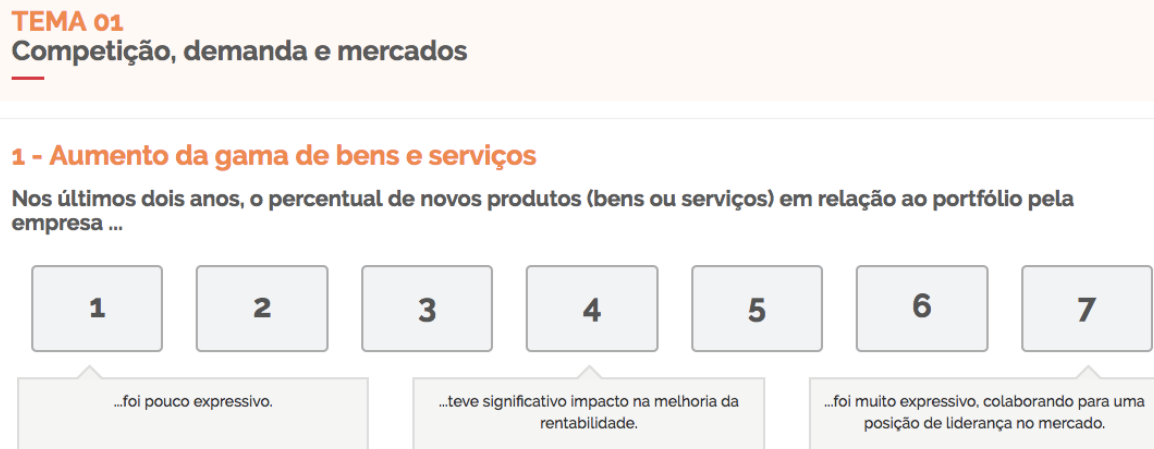 TEMA 01
Competição, demanda e mercados
1 - Aumento da gama de bens e serviços
Nos últimos dois anos, o percentual de novos produtos (bens ou serviços) em relação ao portfólio pela
empresa ...
1 2 3 4 5 6 7
...foi pouco expressivo.
...teve significativo impacto na melhoria da
rentabilidade.
...foi muito expressivo, colaborando para uma
posição de liderança no mercado.